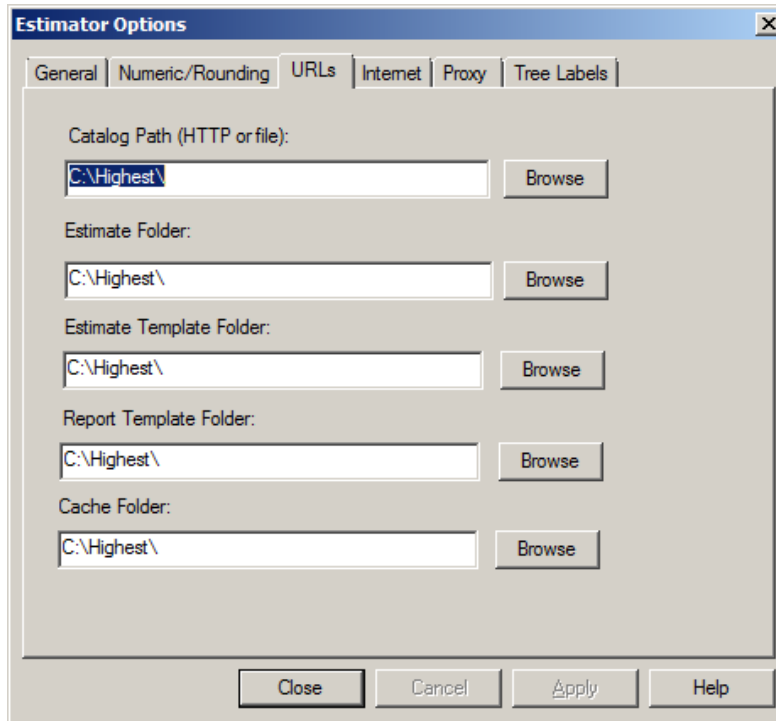 Estimator Options
General Numeric/Rounding URLs Internet Proxy Tree Labels
Catalog Path (HTTP or file):
C:\Highest\ Browse
Estimate Folder:
C:\Highest\ Browse
Estimate Template Folder:
C:\Highest\ Browse
Report Template Folder:
C:\Highest\ Browse
Cache Folder:
C:\Highest\ Browse
Close Cancel Apply Help